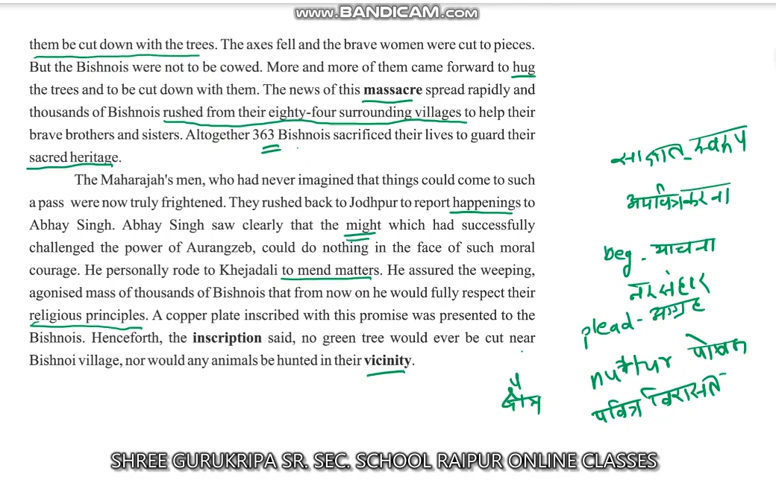 www.BANDICAM.com
them be cut down with the trees. The axes fell and the brave women were cut to pieces.
But the Bishnois were not to be cowed. More and more of them came forward to hug
the trees and to be cut down with them. The news of this massacre spread rapidly and
thousands of Bishnois rushed from their eighty-four surrounding villages to help their
brave brothers and sisters. Altogether 363 Bishnois sacrificed their lives to guard their
sacred heritage.
The Maharajah's men, who had never imagined that things could come to such
a pass were now truly frightened. They rushed back to Jodhpur to report happenings to
Abhay Singh. Abhay Singh saw clearly that the might which had successfully
challenged the power of Aurangzeb, could do nothing in the face of such moral
courage. He personally rode to Khejadali to mend matters. He assured the weeping,
agonised mass of thousands of Bishnois that from now on he would fully respect their
religious principles. A copper plate inscribed with this promise was presented to the
Bishnois. Henceforth, the inscription said, no green tree would ever be cut near
Bishnoi village, nor would any animals be hunted in their vicinity.
साक्षात् स्वरूप
अपवित्र करना
beg - याचना
नरसंहार
plead - आग्रह
पोषण
पवित्र विरासत
SHREE GURUKRIPA SR. SEC. SCHOOL RAIPUR ONLINE CLASSES